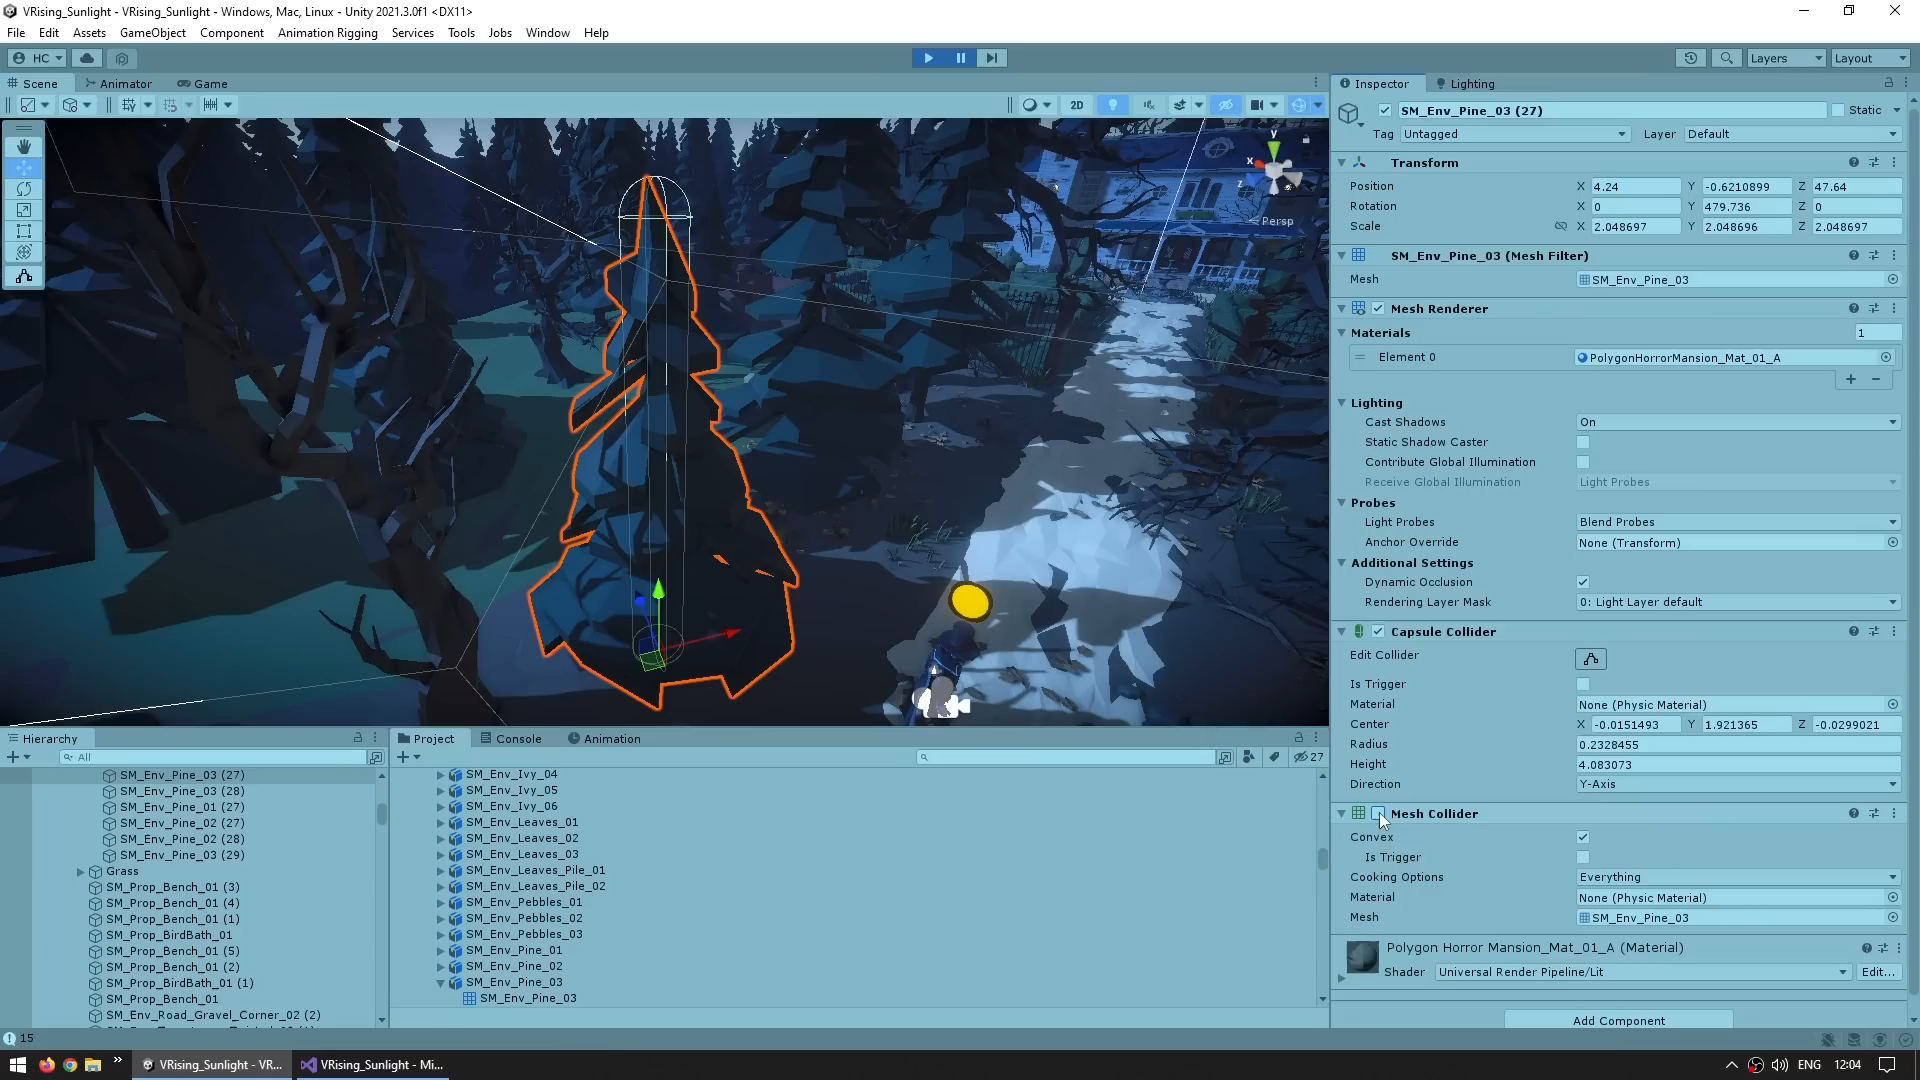 VRising_Sunlight - VRising_Sunlight - Windows, Mac, Linux - Unity 2021.3.0f1 <DX11>
File Edit Assets GameObject Component Animation Rigging Services Tools Jobs Window Help
HC Layers Layout
Scene Animator Game
2D
y
x
z
Persp
Inspector Lighting
SM_Env_Pine_03 (27) Static
Tag Untagged Layer Default
Transform
Position X 4.24 Y -0.6210899 Z 47.64
Rotation X 0 Y 479.736 Z 0
Scale X 2.048697 Y 2.048696 Z 2.048697
SM_Env_Pine_03 (Mesh Filter)
Mesh SM_Env_Pine_03
Mesh Renderer
Materials 1
Element 0 PolygonHorrorMansion_Mat_01_A
Lighting
Cast Shadows On
Static Shadow Caster
Contribute Global Illumination
Receive Global Illumination Light Probes
Probes
Light Probes Blend Probes
Anchor Override None (Transform)
Additional Settings
Dynamic Occlusion
Rendering Layer Mask 0: Light Layer default
Capsule Collider
Edit Collider
Is Trigger
Material None (Physic Material)
Center X -0.0151493 Y 1.921365 Z -0.0299021
Radius 0.2328455
Height 4.083073
Direction Y-Axis
Mesh Collider
Convex
Is Trigger
Cooking Options Everything
Material None (Physic Material)
Mesh SM_Env_Pine_03
Polygon Horror Mansion_Mat_01_A (Material)
Shader Universal Render Pipeline/Lit Edit...
Add Component
Hierarchy
All
SM_Env_Pine_03 (27)
SM_Env_Pine_03 (28)
SM_Env_Pine_01 (27)
SM_Env_Pine_02 (27)
SM_Env_Pine_02 (28)
SM_Env_Pine_03 (29)
Grass
SM_Prop_Bench_01 (3)
SM_Prop_Bench_01 (4)
SM_Prop_Bench_01 (1)
SM_Prop_BirdBath_01
SM_Prop_Bench_01 (5)
SM_Prop_Bench_01 (2)
SM_Prop_BirdBath_01 (1)
SM_Prop_Bench_01
SM_Env_Road_Gravel_Corner_02 (2)
Project Console Animation
27
SM_Env_Ivy_04
SM_Env_Ivy_05
SM_Env_Ivy_06
SM_Env_Leaves_01
SM_Env_Leaves_02
SM_Env_Leaves_03
SM_Env_Leaves_Pile_01
SM_Env_Leaves_Pile_02
SM_Env_Pebbles_01
SM_Env_Pebbles_02
SM_Env_Pebbles_03
SM_Env_Pine_01
SM_Env_Pine_02
SM_Env_Pine_03
SM_Env_Pine_03
15
VRising_Sunlight - VR... VRising_Sunlight - Mi... ENG 12:04